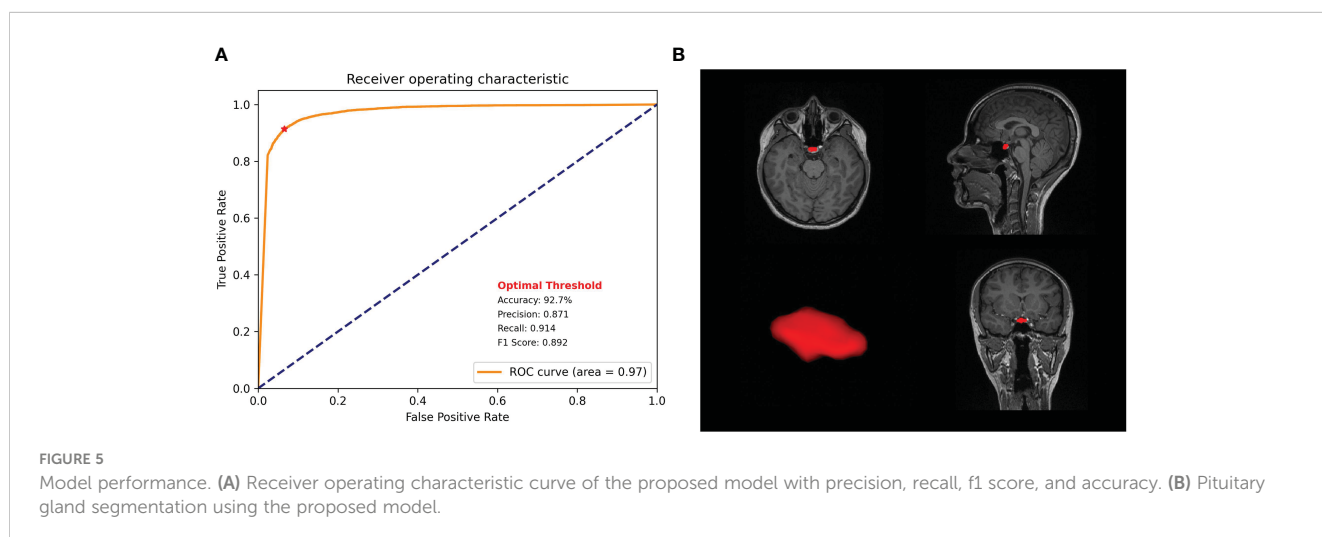 A
B
Receiver operating characteristic
True Positive Rate
1.0
0.8
0.6
0.4
0.2
0.0
Optimal Threshold
Accuracy: 92.7%
Precision: 0.871
Recall: 0.914
F1 Score: 0.892
ROC curve (area = 0.97)
0.0 0.2 0.4 0.6 0.8 1.0
False Positive Rate
FIGURE 5
Model performance. (A) Receiver operating characteristic curve of the proposed model with precision, recall, f1 score, and accuracy. (B) Pituitary
gland segmentation using the proposed model.